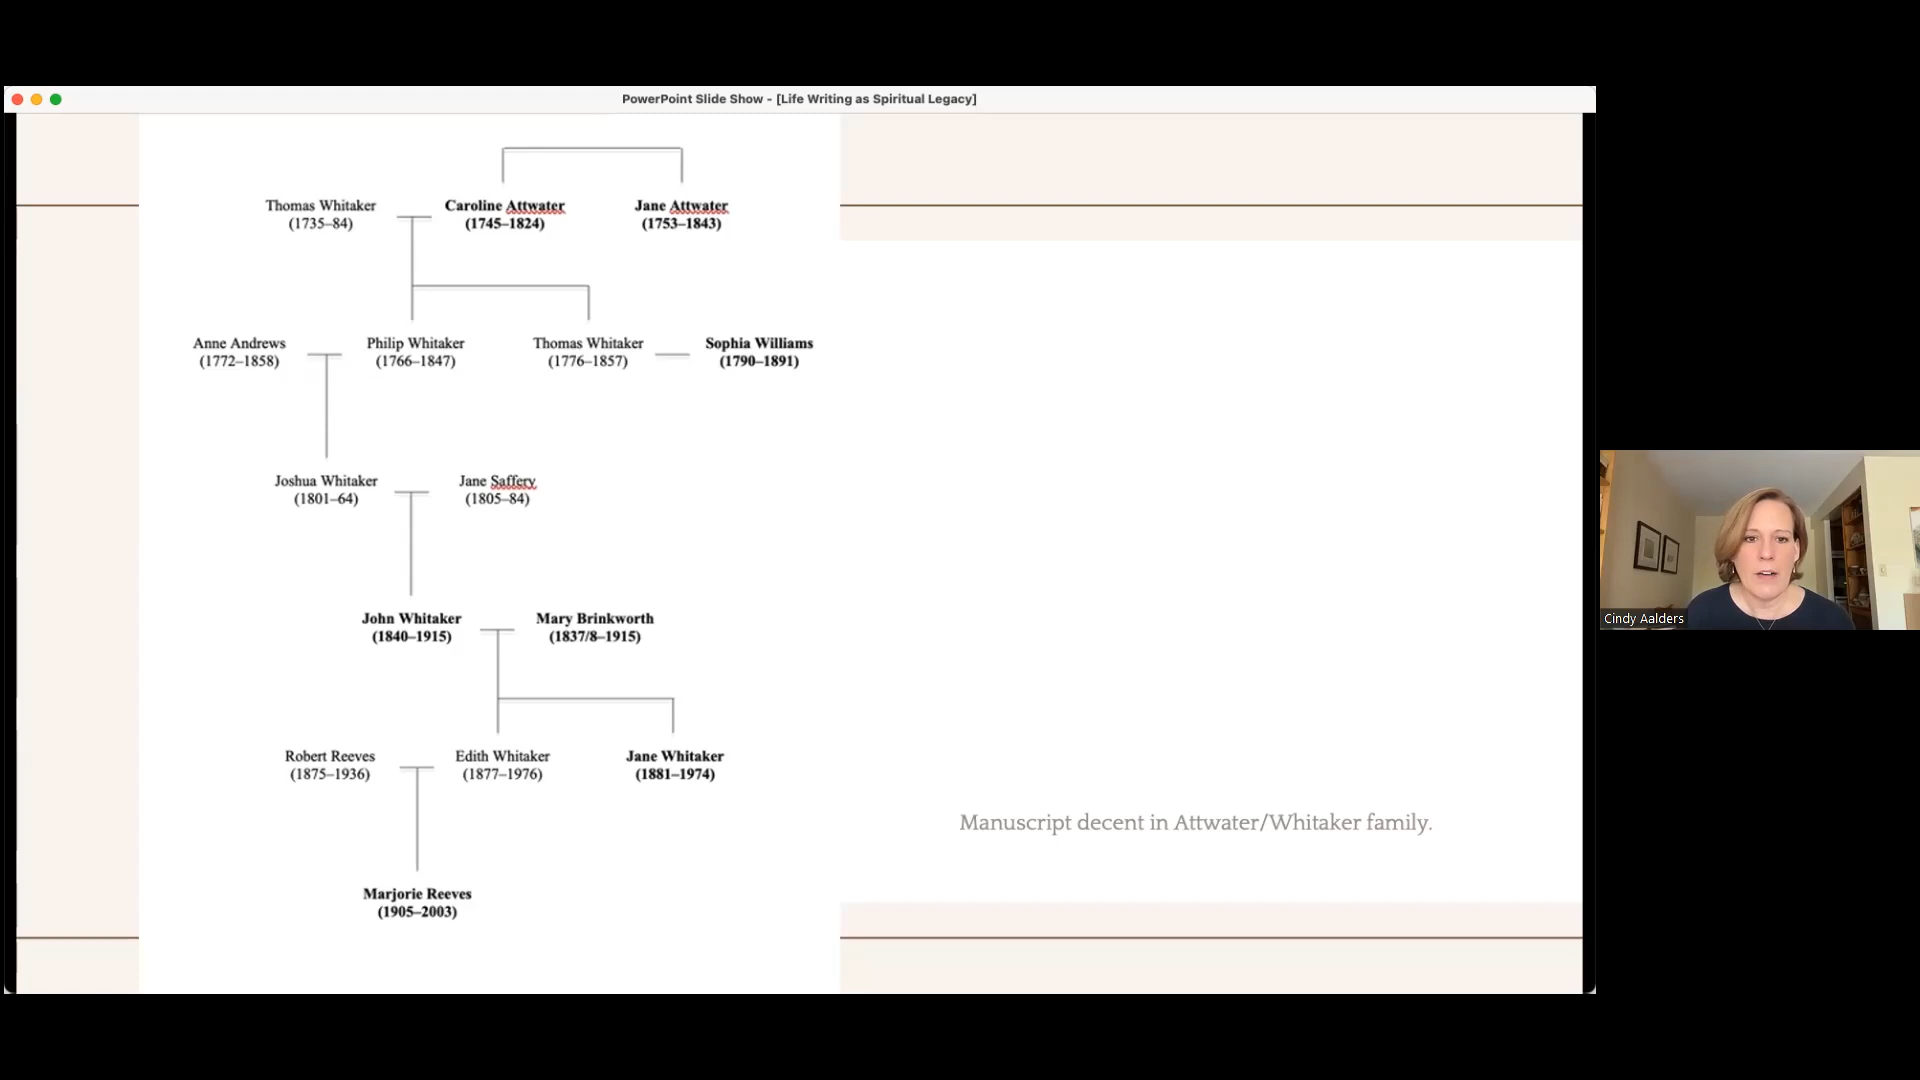 PowerPoint Slide Show - [Life Writing as Spiritual Legacy]
Thomas Whitaker
(1735–84)
Caroline Attwater
(1745–1824)
Jane Attwater
(1753–1843)
Anne Andrews
(1772–1858)
Philip Whitaker
(1766–1847)
Thomas Whitaker
(1776–1857)
Sophia Williams
(1790–1891)
Joshua Whitaker
(1801–64)
Jane Saffery
(1805–84)
John Whitaker
(1840–1915)
Mary Brinkworth
(1837/8–1915)
Robert Reeves
(1875–1936)
Edith Whitaker
(1877–1976)
Jane Whitaker
(1881–1974)
Marjorie Reeves
(1905–2003)
Manuscript decent in Attwater/Whitaker family.
Cindy Aalders